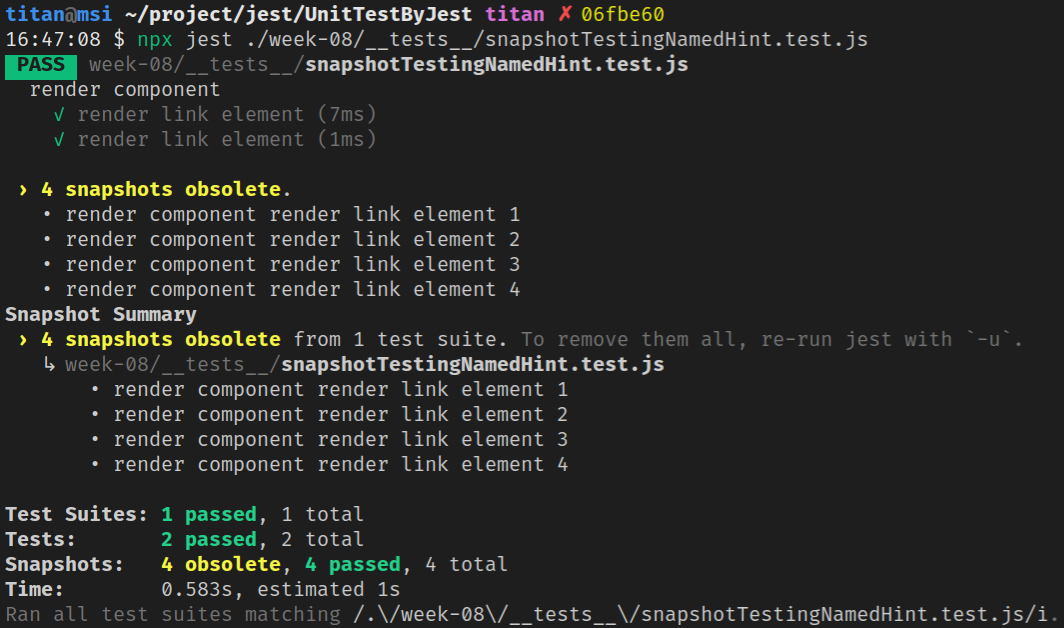 titan@msi ~/project/jest/UnitTestByJest titan ✗ 06fbe60
16:47:08 $ npx jest ./week-08/__tests__/snapshotTestingNamedHint.test.js
PASS week-08/__tests__/snapshotTestingNamedHint.test.js
render component
√ render link element (7ms)
√ render link element (1ms)
› 4 snapshots obsolete.
• render component render link element 1
• render component render link element 2
• render component render link element 3
• render component render link element 4
Snapshot Summary
› 4 snapshots obsolete from 1 test suite. To remove them all, re-run jest with `-u`.
↳ week-08/__tests__/snapshotTestingNamedHint.test.js
• render component render link element 1
• render component render link element 2
• render component render link element 3
• render component render link element 4
Test Suites: 1 passed, 1 total
Tests: 2 passed, 2 total
Snapshots: 4 obsolete, 4 passed, 4 total
Time: 0.583s, estimated 1s
Ran all test suites matching /.\/week-08\/__tests__\/snapshotTestingNamedHint.test.js/i.